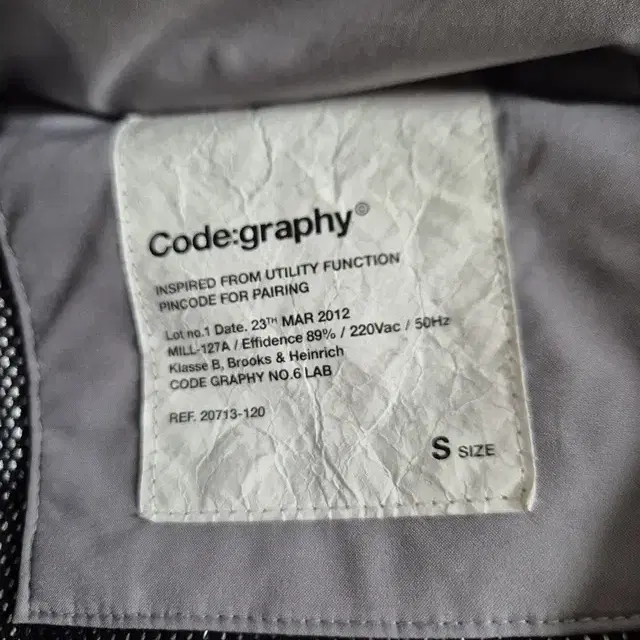 Code:graphy©
INSPIRED FROM UTILITY FUNCTION
PINCODE FOR PAIRING
Lot no.1 Date. 23TH MAR 2012
MILL-127A / Effidence 89% / 220Vac / 50Hz
Klasse B, Brooks & Heinrich
CODE GRAPHY NO.6 LAB
REF. 20713-120
S SIZE